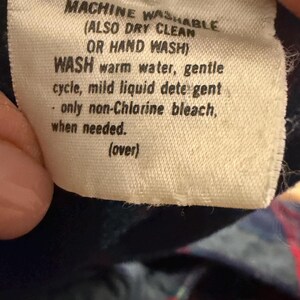 MACHINE WASHABLE
(ALSO DRY CLEAN
OR HAND WASH)
WASH warm water, gentle
cycle, mild liquid dete gent
- only non-Chlorine bleach,
when needed.
(over)